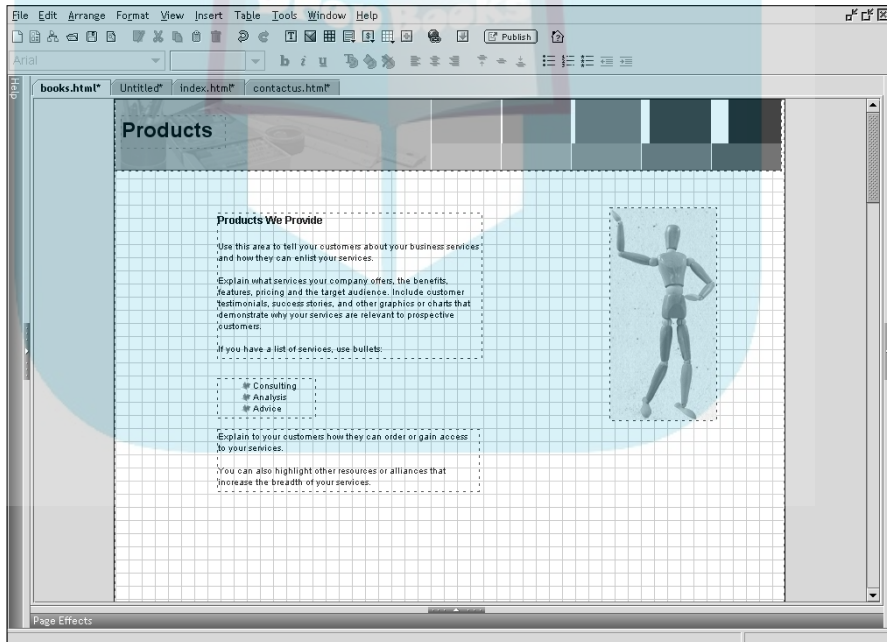 File Edit Arrange Format View Insert Table Tools Window Help
Publish
Arial
b i u
Help
books.html* Untitled* index.html* contactus.html*
Products
Products We Provide
Use this area to tell your customers about your business services
and how they can enlist your services.
Explain what services your company offers, the benefits,
features, pricing and the target audience. Include customer
testimonials, success stories, and other graphics or charts that
demonstrate why your services are relevant to prospective
customers.
If you have a list of services, use bullets:
Consulting
Analysis
Advice
Explain to your customers how they can order or gain access
to your services.
You can also highlight other resources or alliances that
increase the breadth of your services.
Page Effects